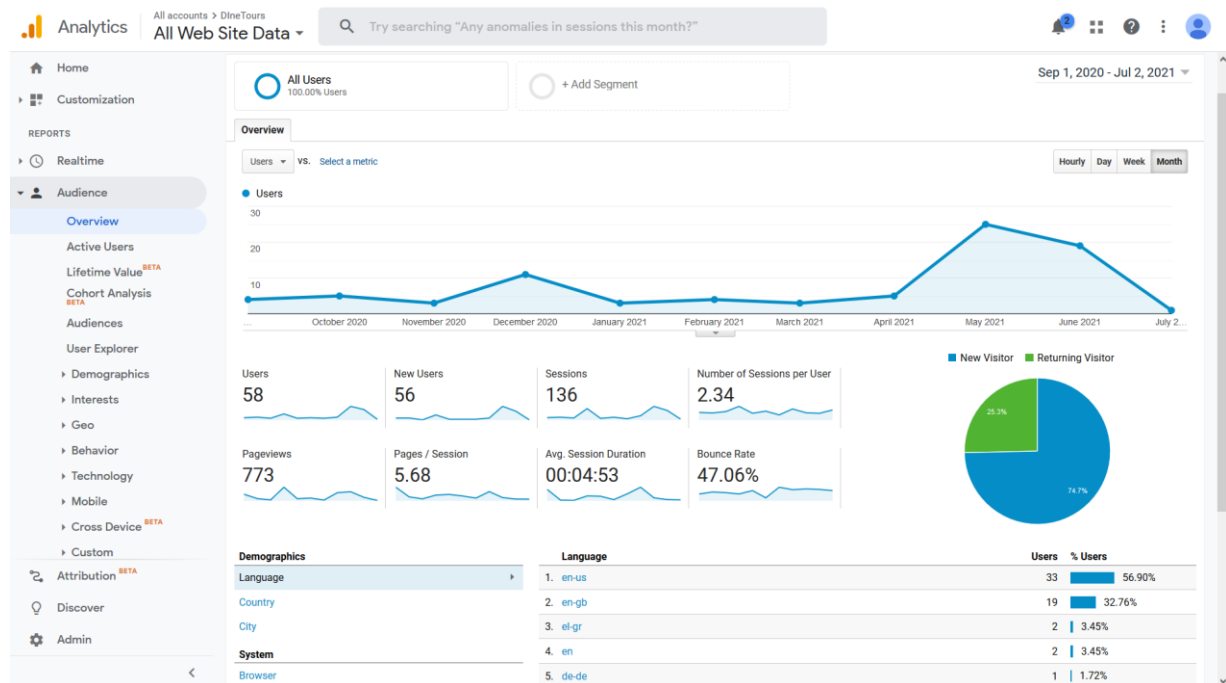 Analytics
All accounts > DIneTours
All Web Site Data
Try searching “Any anomalies in sessions this month?”
2
Home
Customization
REPORTS
Realtime
Audience
Overview
Active Users
Lifetime Value BETA
Cohort Analysis
BETA
Audiences
User Explorer
Demographics
Interests
Geo
Behavior
Technology
Mobile
Cross Device BETA
Custom
Attribution BETA
Discover
Admin
All Users
100.00% Users
+ Add Segment
Sep 1, 2020 - Jul 2, 2021
Overview
Users VS. Select a metric
Hourly Day Week Month
Users
30
20
10
... October 2020 November 2020 December 2020 January 2021 February 2021 March 2021 April 2021 May 2021 June 2021 July 2...
New Visitor Returning Visitor
25.3%
74.7%
Users New Users Sessions Number of Sessions per User
58 56 136 2.34
Pageviews Pages / Session Avg. Session Duration Bounce Rate
773 5.68 00:04:53 47.06%
Demographics
Language
Country
City
System
Browser
Language Users % Users
1. en-us 33 56.90%
2. en-gb 19 32.76%
3. el-gr 2 3.45%
4. en 2 3.45%
5. de-de 1 1.72%